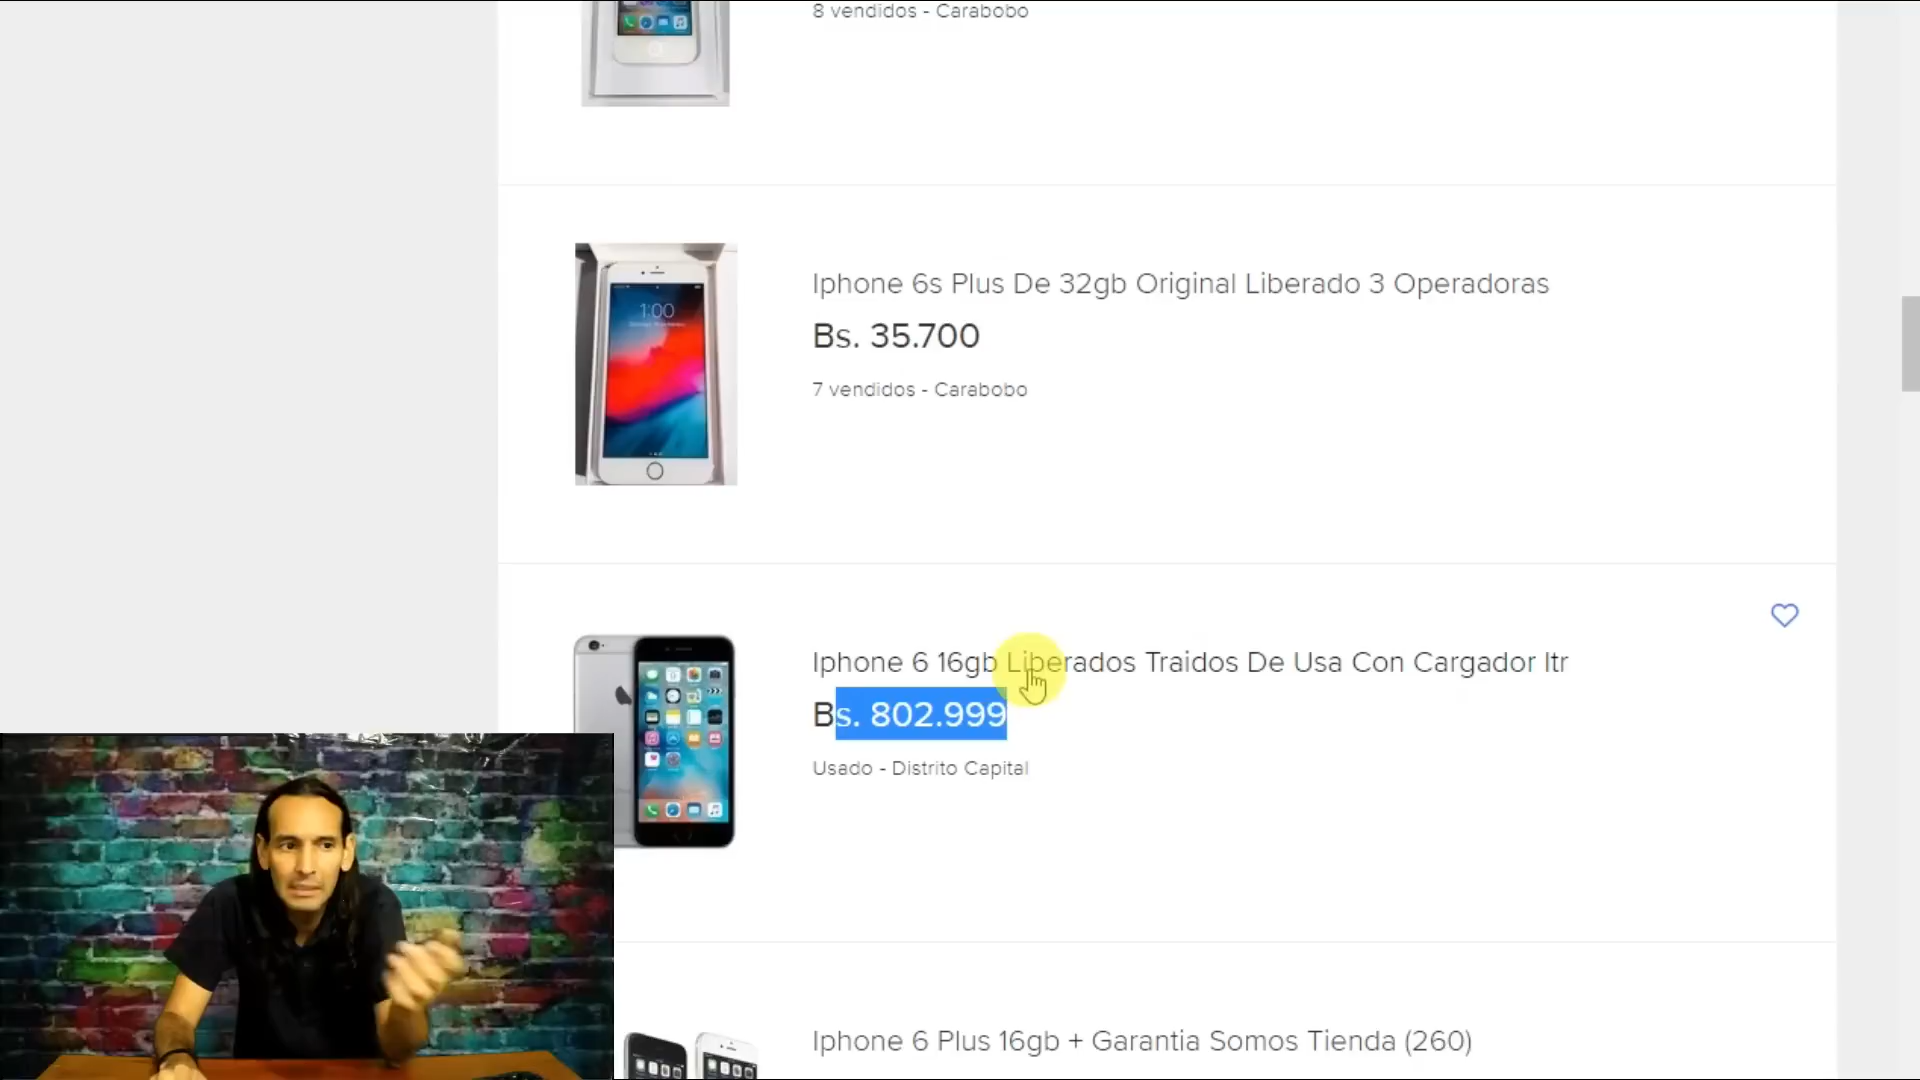 8 vendidos - Carabobo
Iphone 6s Plus De 32gb Original Liberado 3 Operadoras
Bs. 35.700
7 vendidos - Carabobo
1:00
Iphone 6 16gb Liberados Traidos De Usa Con Cargador Itr
Bs. 802.999
Usado - Distrito Capital
Iphone 6 Plus 16gb + Garantia Somos Tienda (260)